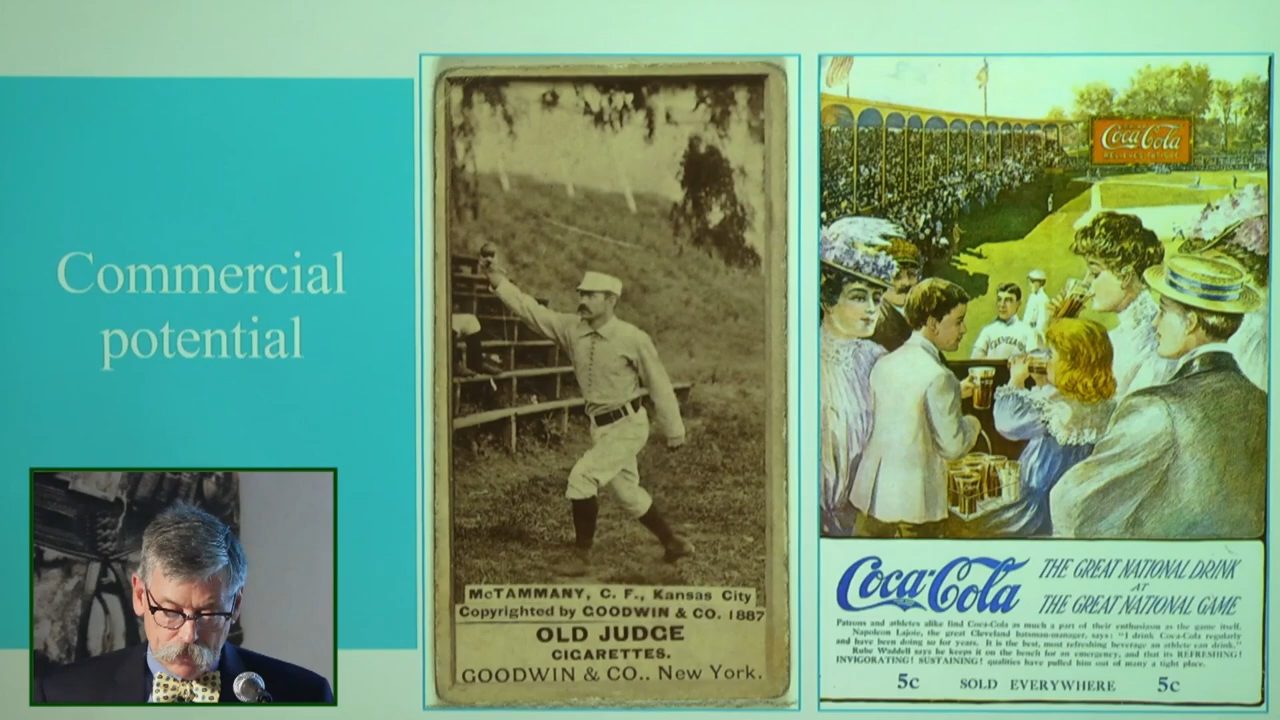 Commercial
potential
McTAMMANY, C. F., Kansas City
Copyrighted by GOODWIN & CO. 1887
OLD JUDGE
CIGARETTES.
GOODWIN & CO., New York.
Coca-Cola
CLEVELAND
Coca-Cola
THE GREAT NATIONAL DRINK
AT
THE GREAT NATIONAL GAME
Patrons and athletes alike find Coca-Cola as much a part of their enthusiasm as the game itself.
Napoleon Lajoie, the great Cleveland batsman-manager, says: "I drink Coca-Cola regularly
and have been doing so for years. It is the best, most refreshing beverage an athlete can drink."
Rube Waddell says he keeps it on the bench for an emergency, and that its REFRESHING!
INVIGORATING! SUSTAINING! qualities have pulled him out of many a tight place.
5c SOLD EVERYWHERE 5c